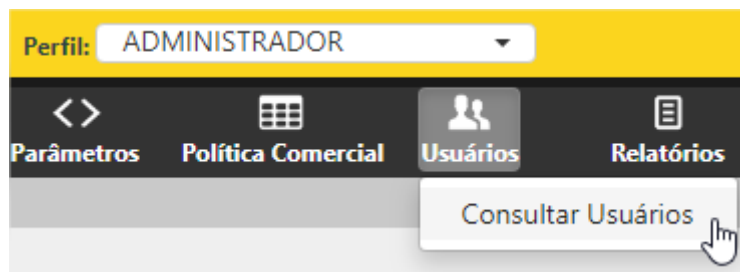 Perfil: ADMINISTRADOR
Parâmetros Política Comercial Usuários Relatórios
Consultar Usuários